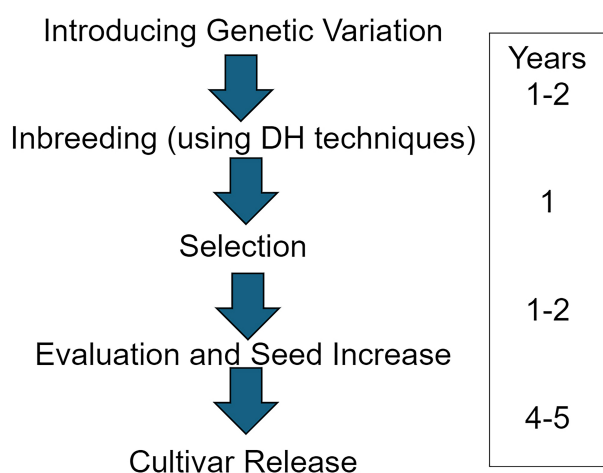 Introducing Genetic Variation
Years
1-2
Inbreeding (using DH techniques)
1
Selection
1-2
Evaluation and Seed Increase
4-5
Cultivar Release